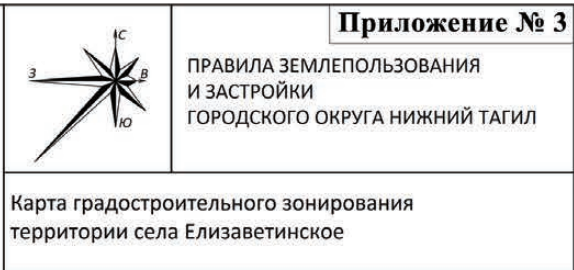 Приложение № 3
С
З
В
Ю
ПРАВИЛА ЗЕМЛЕПОЛЬЗОВАНИЯ
И ЗАСТРОЙКИ
ГОРОДСКОГО ОКРУГА НИЖНИЙ ТАГИЛ
Карта градостроительного зонирования
территории села Елизаветинское